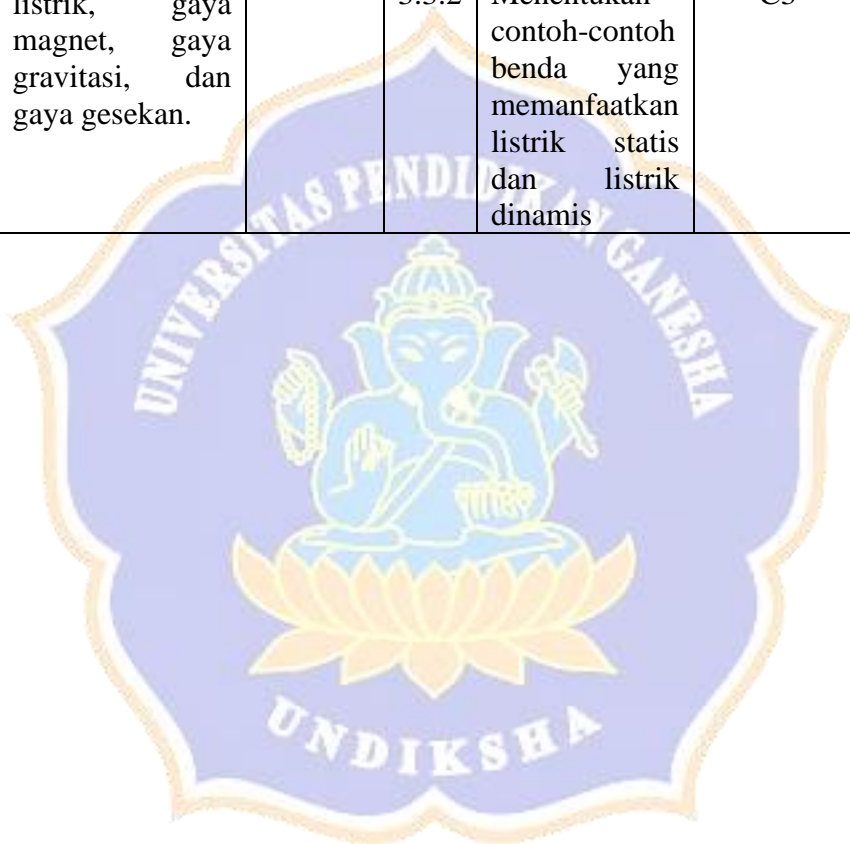 listrik, gaya
magnet, gaya
gravitasi, dan
gaya gesekan.
contoh-contoh
benda yang
memanfaatkan
listrik statis
dan listrik
dinamis
UNIVERSITAS PENDIDIKAN GANESHA
UNDIKSHA